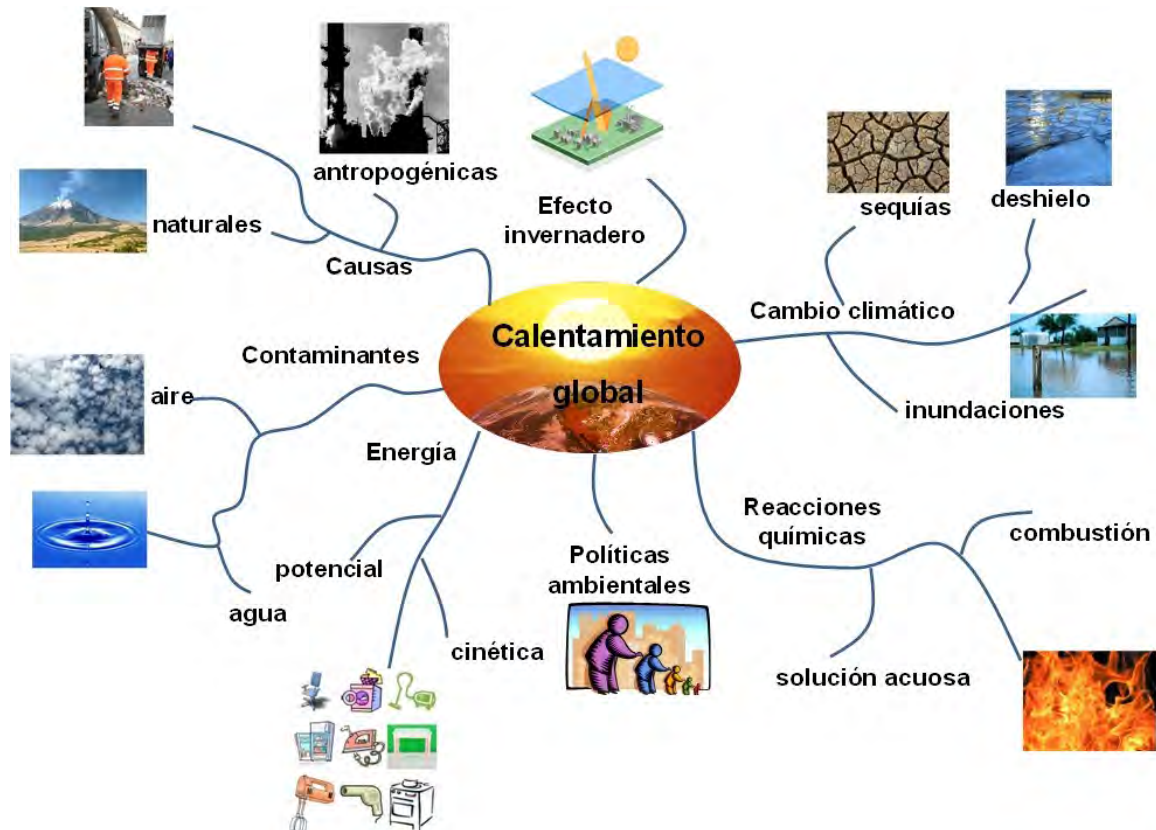 Calentamiento
global
Efecto
invernadero
Cambio climático
sequías
deshielo
inundaciones
Reacciones
químicas
combustión
solución acuosa
Políticas
ambientales
Energía
potencial
cinética
Contaminantes
aire
agua
Causas
naturales
antropogénicas